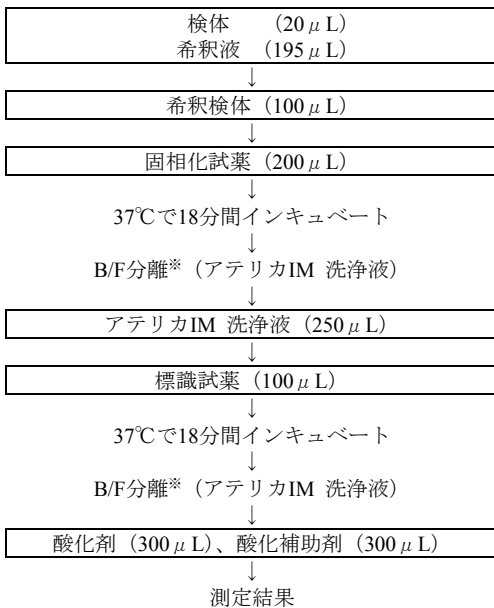 検体　　（20μL）
希釈液　（195μL）
↓
希釈検体（100μL）
↓
固相化試薬（200μL）
↓
37℃で18分間インキュベート
↓
B/F分離※（アテリカIM 洗浄液）
↓
アテリカIM 洗浄液（250μL）
↓
標識試薬（100μL）
↓
37℃で18分間インキュベート
↓
B/F分離※（アテリカIM 洗浄液）
↓
酸化剤（300μL）、酸化補助剤（300μL）
↓
測定結果